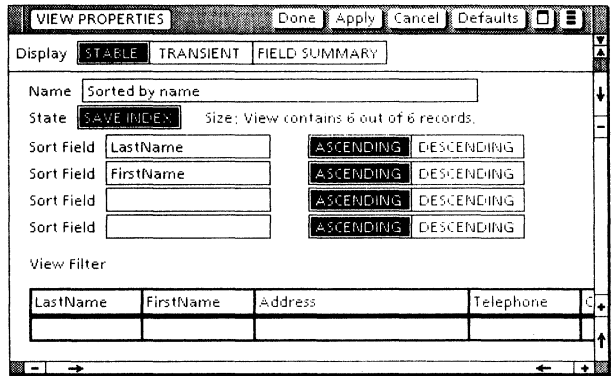 VIEW PROPERTIES Done Apply Cancel Defaults
Display STABLE TRANSIENT FIELD SUMMARY
Name Sorted by name
State SAVE INDEX Size: View contains 6 out of 6 records.
Sort Field LastName ASCENDING DESCENDING
Sort Field FirstName ASCENDING DESCENDING
Sort Field ASCENDING DESCENDING
Sort Field ASCENDING DESCENDING
View Filter
LastName FirstName Address Telephone